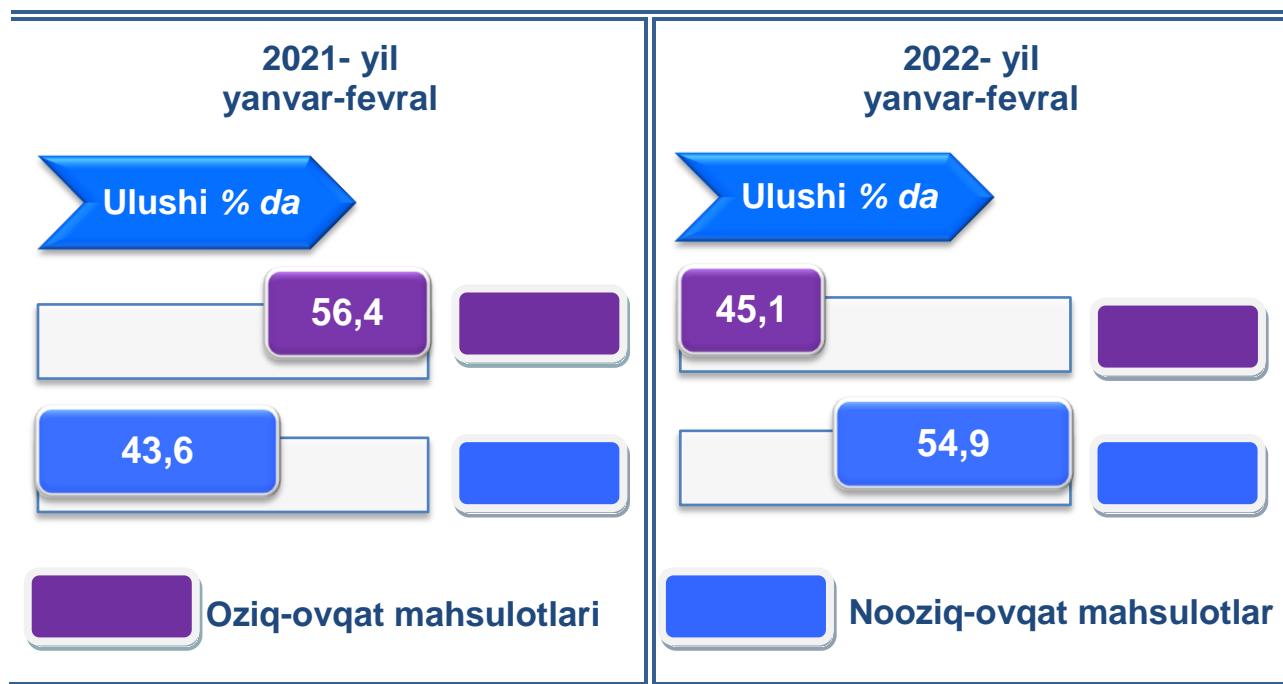 2021- yil
yanvar-fevral
Ulushi % da
56,4
43,6
Oziq-ovqat mahsulotlari
2022- yil
yanvar-fevral
Ulushi % da
45,1
54,9
Nooziq-ovqat mahsulotlar